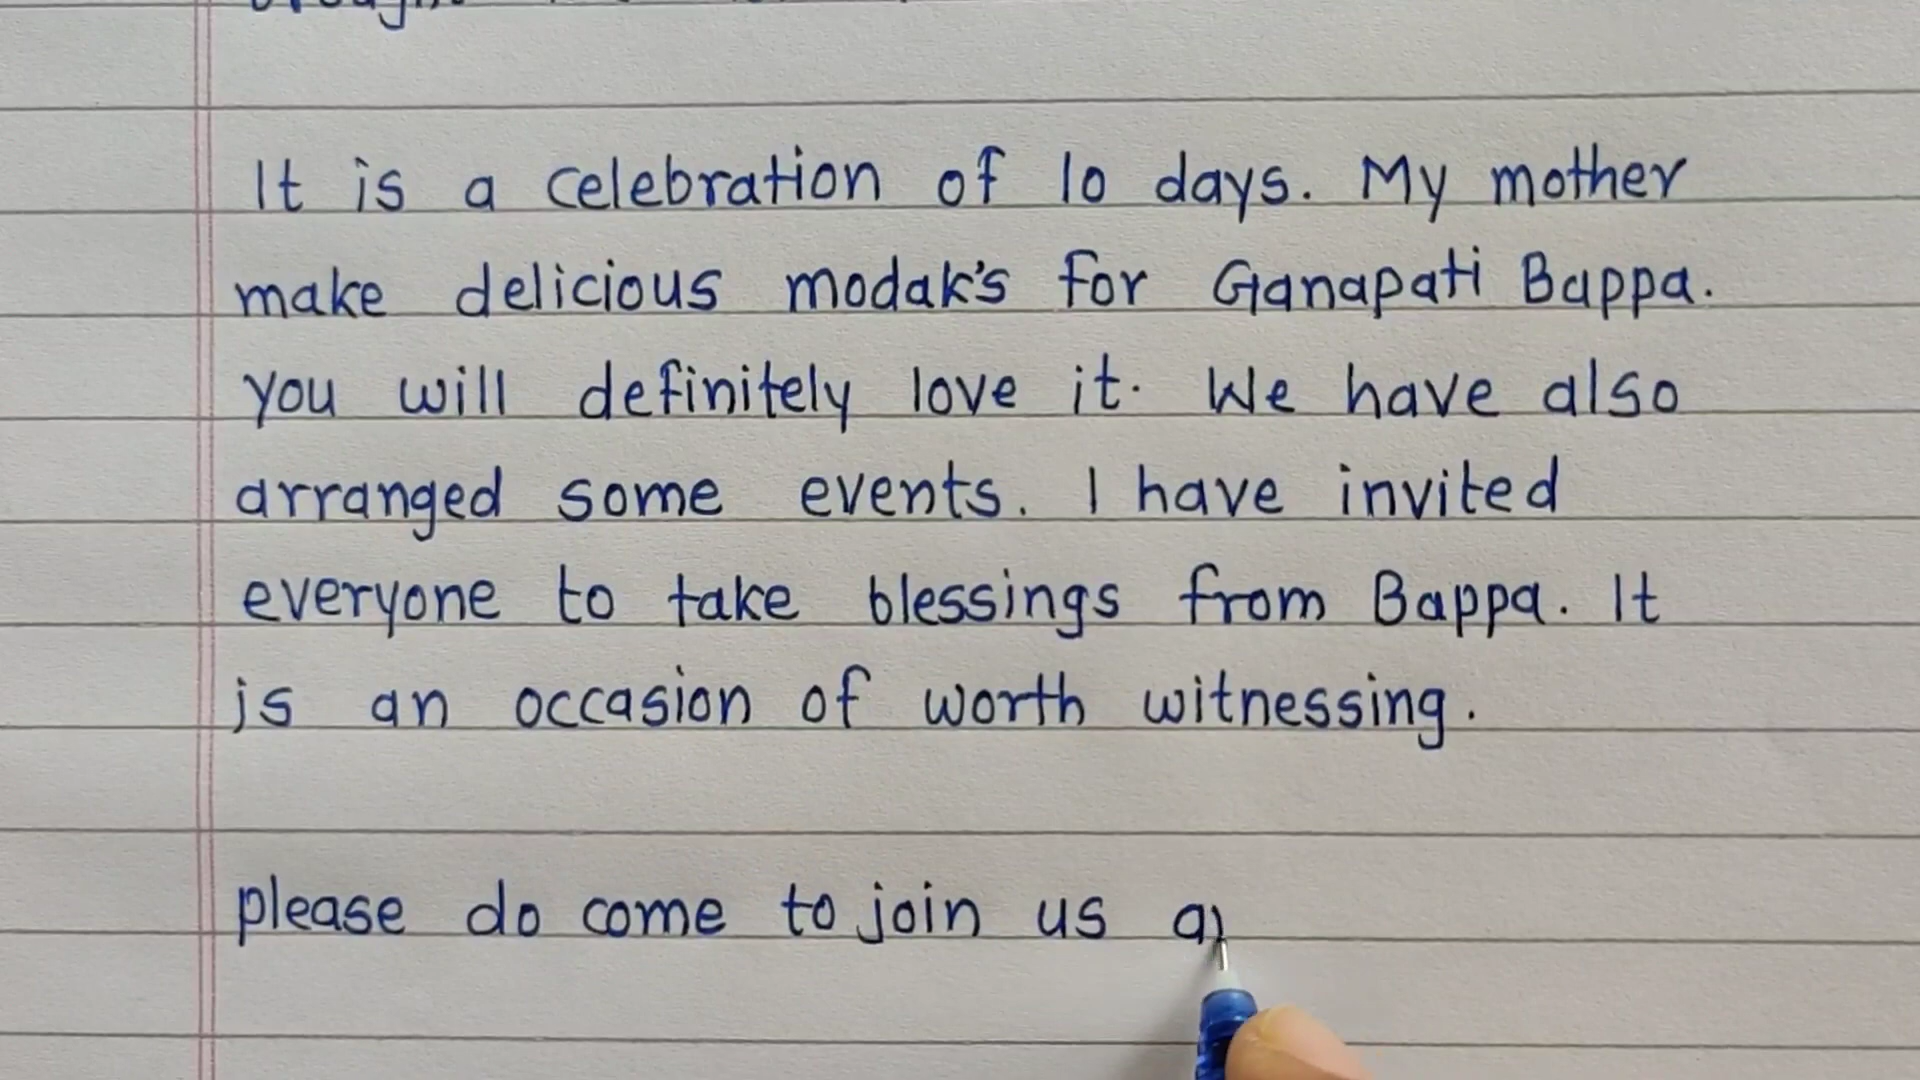 It is a celebration of 10 days. My mother
make delicious modak's for Ganapati Bappa.
you will definitely love it. We have also
arranged some events. I have invited
everyone to take blessings from Bappa. It
is an occasion of worth witnessing.
please do come to join us